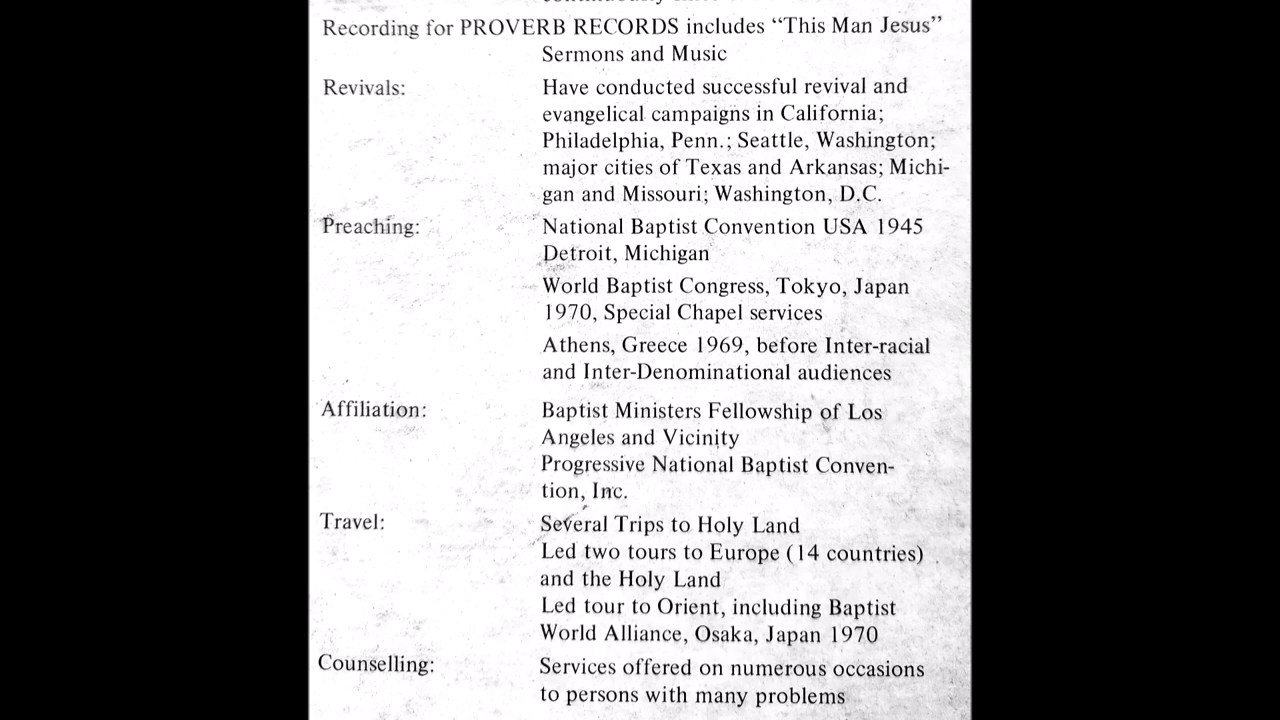 Recording for PROVERB RECORDS includes “This Man Jesus”
Sermons and Music
Revivals: Have conducted successful revival and
evangelical campaigns in California;
Philadelphia, Penn.; Seattle, Washington;
major cities of Texas and Arkansas; Michi-
gan and Missouri; Washington, D.C.
Preaching: National Baptist Convention USA 1945
Detroit, Michigan
World Baptist Congress, Tokyo, Japan
1970, Special Chapel services
Athens, Greece 1969, before Inter-racial
and Inter-Denominational audiences
Affiliation: Baptist Ministers Fellowship of Los
Angeles and Vicinity
Progressive National Baptist Conven-
tion, Inc.
Travel: Several Trips to Holy Land
Led two tours to Europe (14 countries)
and the Holy Land
Led tour to Orient, including Baptist
World Alliance, Osaka, Japan 1970
Counselling: Services offered on numerous occasions
to persons with many problems